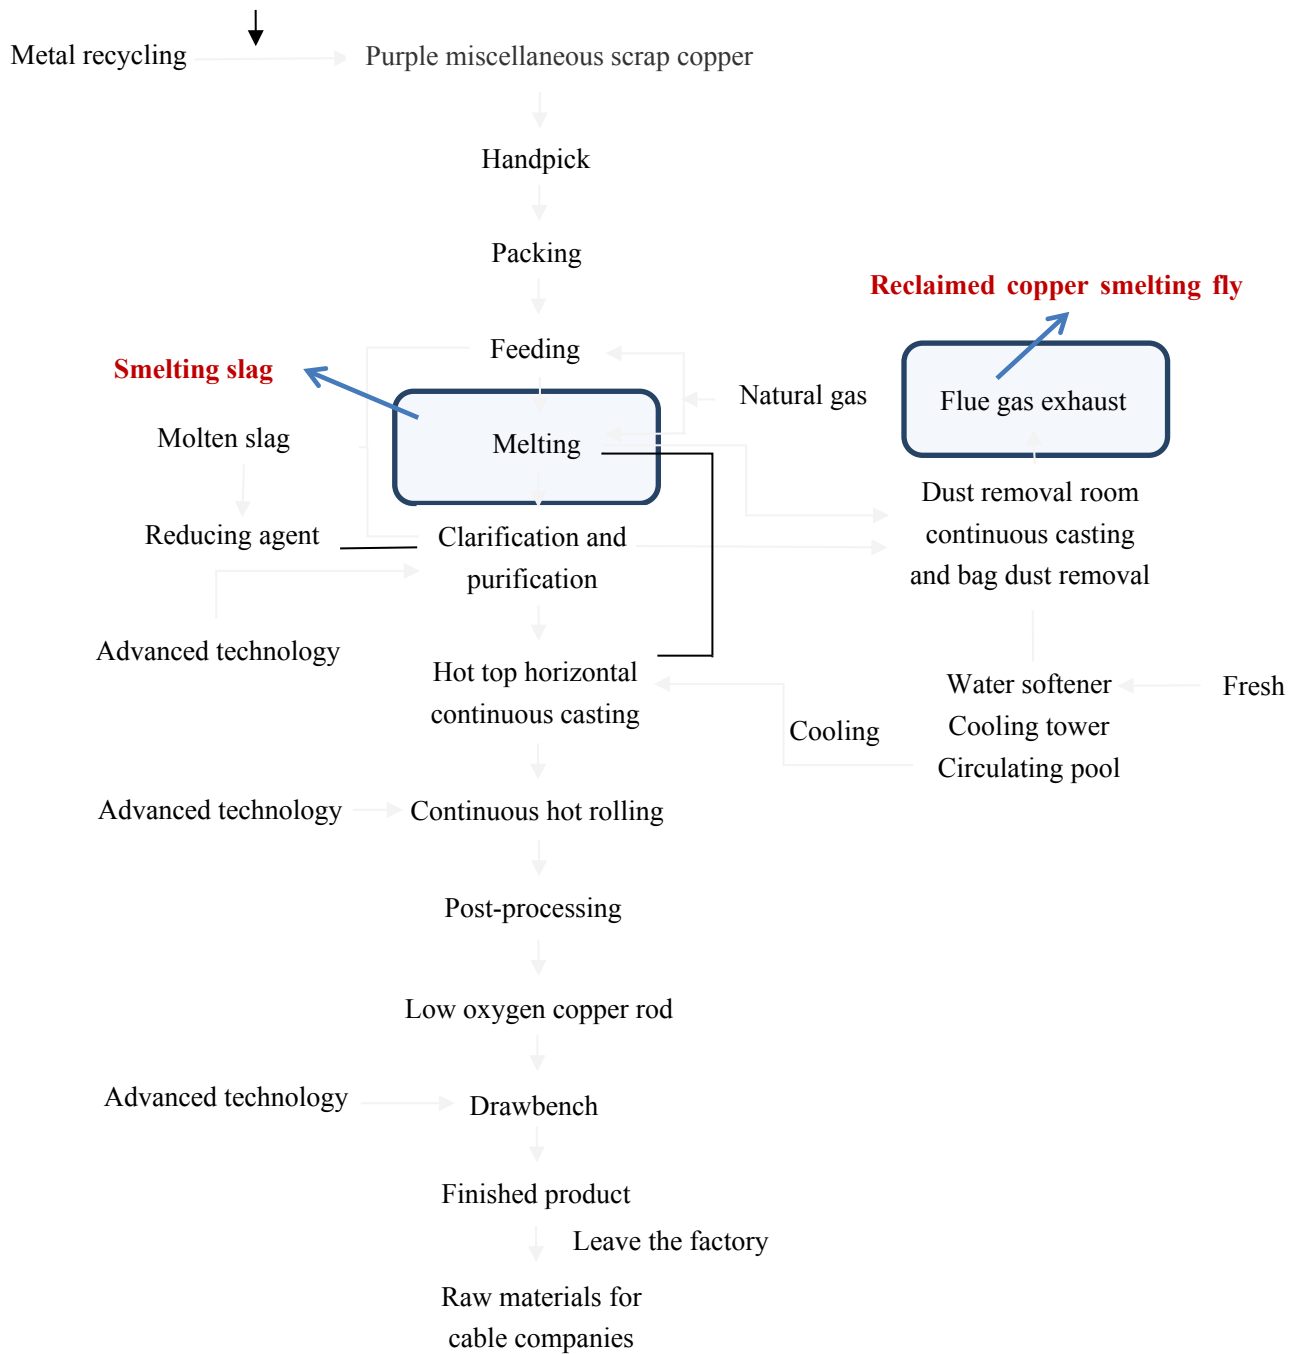 Metal recycling
Purple miscellaneous scrap copper
Handpick
Packing
Reclaimed copper smelting fly
Feeding
Smelting slag
Natural gas
Flue gas exhaust
Molten slag
Melting
Dust removal room
continuous casting
and bag dust removal
Reducing agent
Clarification and
purification
Advanced technology
Hot top horizontal
continuous casting
Water softener
Cooling tower
Circulating pool
Fresh
Cooling
Advanced technology
Continuous hot rolling
Post-processing
Low oxygen copper rod
Advanced technology
Drawbench
Finished product
Leave the factory
Raw materials for
cable companies